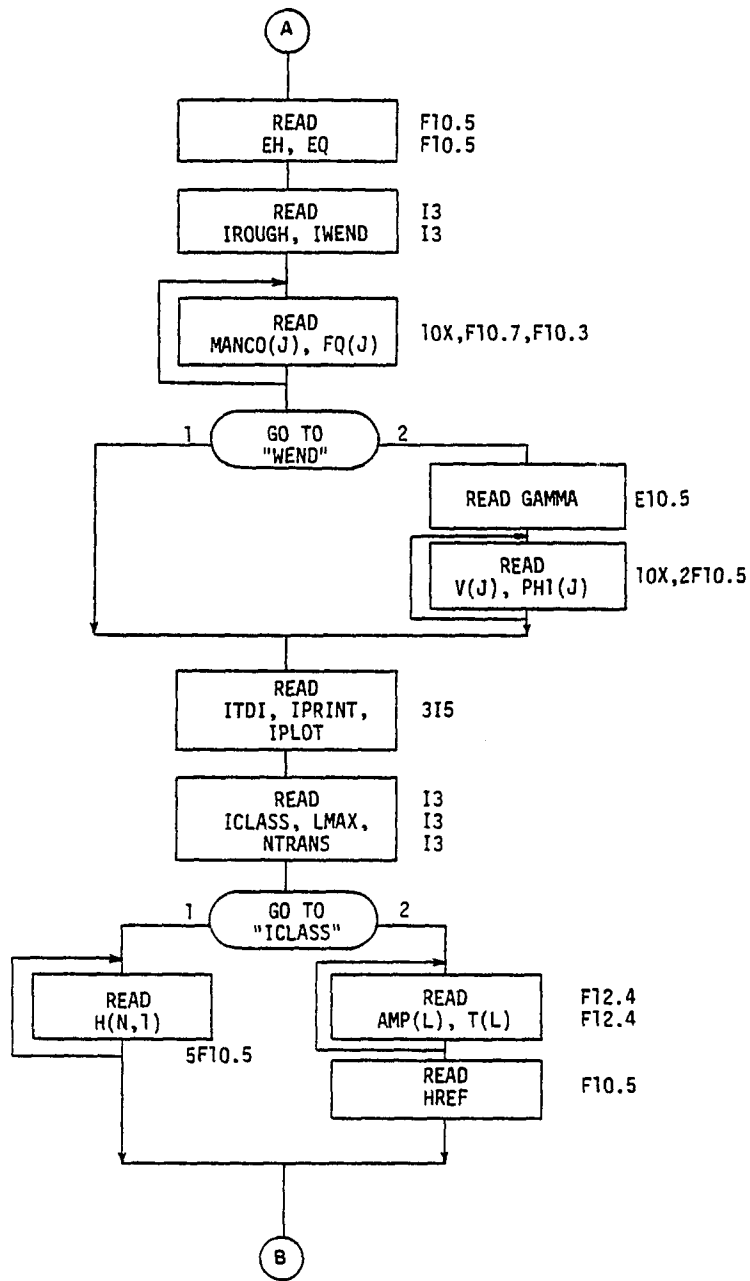 A
READ
EH, EQ
F10.5
F10.5
READ
IROUGH, IWEND
I3
I3
READ
MANCO(J), FQ(J)
10X,F10.7,F10.3
1
GO TO
"WEND"
2
READ GAMMA
E10.5
READ
V(J), PHI(J)
10X,2F10.5
READ
ITDI, IPRINT,
IPLOT
3I5
READ
ICLASS, LMAX,
NTRANS
I3
I3
I3
1
GO TO
"ICLASS"
2
READ
H(N,1)
5F10.5
READ
AMP(L), T(L)
F12.4
F12.4
READ
HREF
F10.5
B